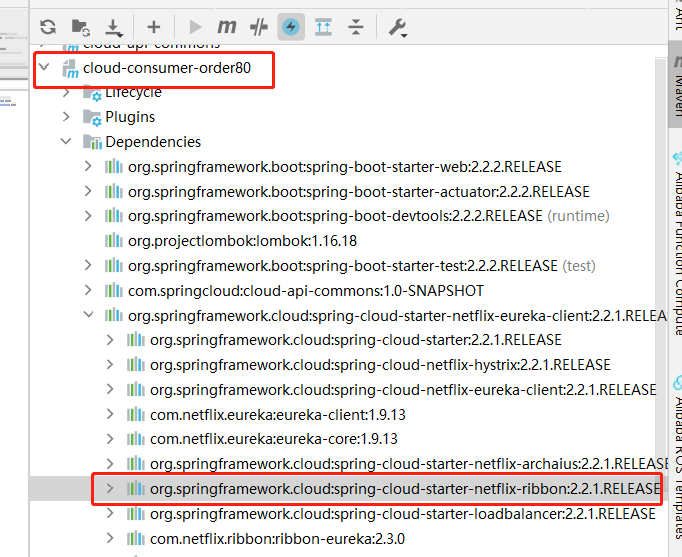 cloud-api-commons
cloud-consumer-order80
Lifecycle
Plugins
Dependencies
org.springframework.boot:spring-boot-starter-web:2.2.2.RELEASE
org.springframework.boot:spring-boot-starter-actuator:2.2.2.RELEASE
org.springframework.boot:spring-boot-devtools:2.2.2.RELEASE (runtime)
org.projectlombok:lombok:1.16.18
org.springframework.boot:spring-boot-starter-test:2.2.2.RELEASE (test)
com.springcloud:cloud-api-commons:1.0-SNAPSHOT
org.springframework.cloud:spring-cloud-starter-netflix-eureka-client:2.2.1.RELEA
org.springframework.cloud:spring-cloud-starter:2.2.1.RELEASE
org.springframework.cloud:spring-cloud-netflix-hystrix:2.2.1.RELEASE
org.springframework.cloud:spring-cloud-netflix-eureka-client:2.2.1.RELEASE
com.netflix.eureka:eureka-client:1.9.13
com.netflix.eureka:eureka-core:1.9.13
org.springframework.cloud:spring-cloud-starter-netflix-archaius:2.2.1.RELEASE
org.springframework.cloud:spring-cloud-starter-netflix-ribbon:2.2.1.RELEASE
org.springframework.cloud:spring-cloud-starter-loadbalancer:2.2.1.RELEASE
com.netflix.ribbon:ribbon-eureka:2.3.0
Ant
Maven
Alibaba Function Compute
Alibaba ROS Templates